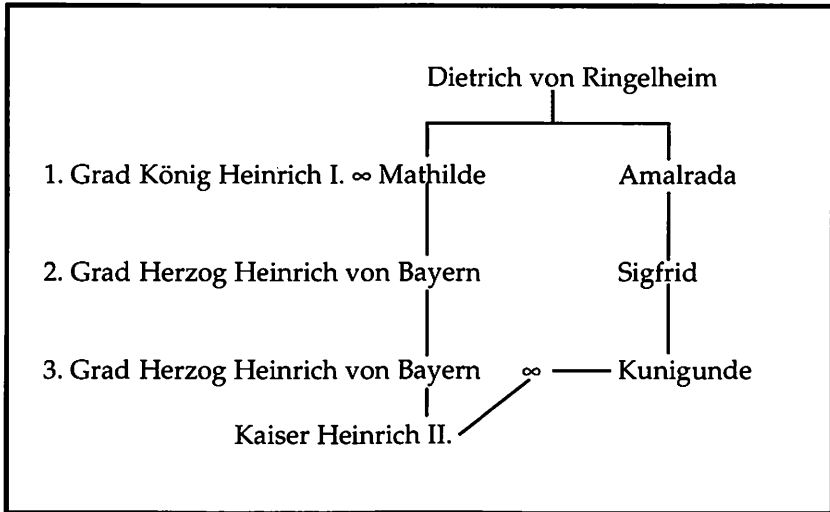 Dietrich von Ringelheim
1. Grad König Heinrich I. ∞ Mathilde Amalrada
2. Grad Herzog Heinrich von Bayern Sigfrid
3. Grad Herzog Heinrich von Bayern ∞ Kunigunde
Kaiser Heinrich II.